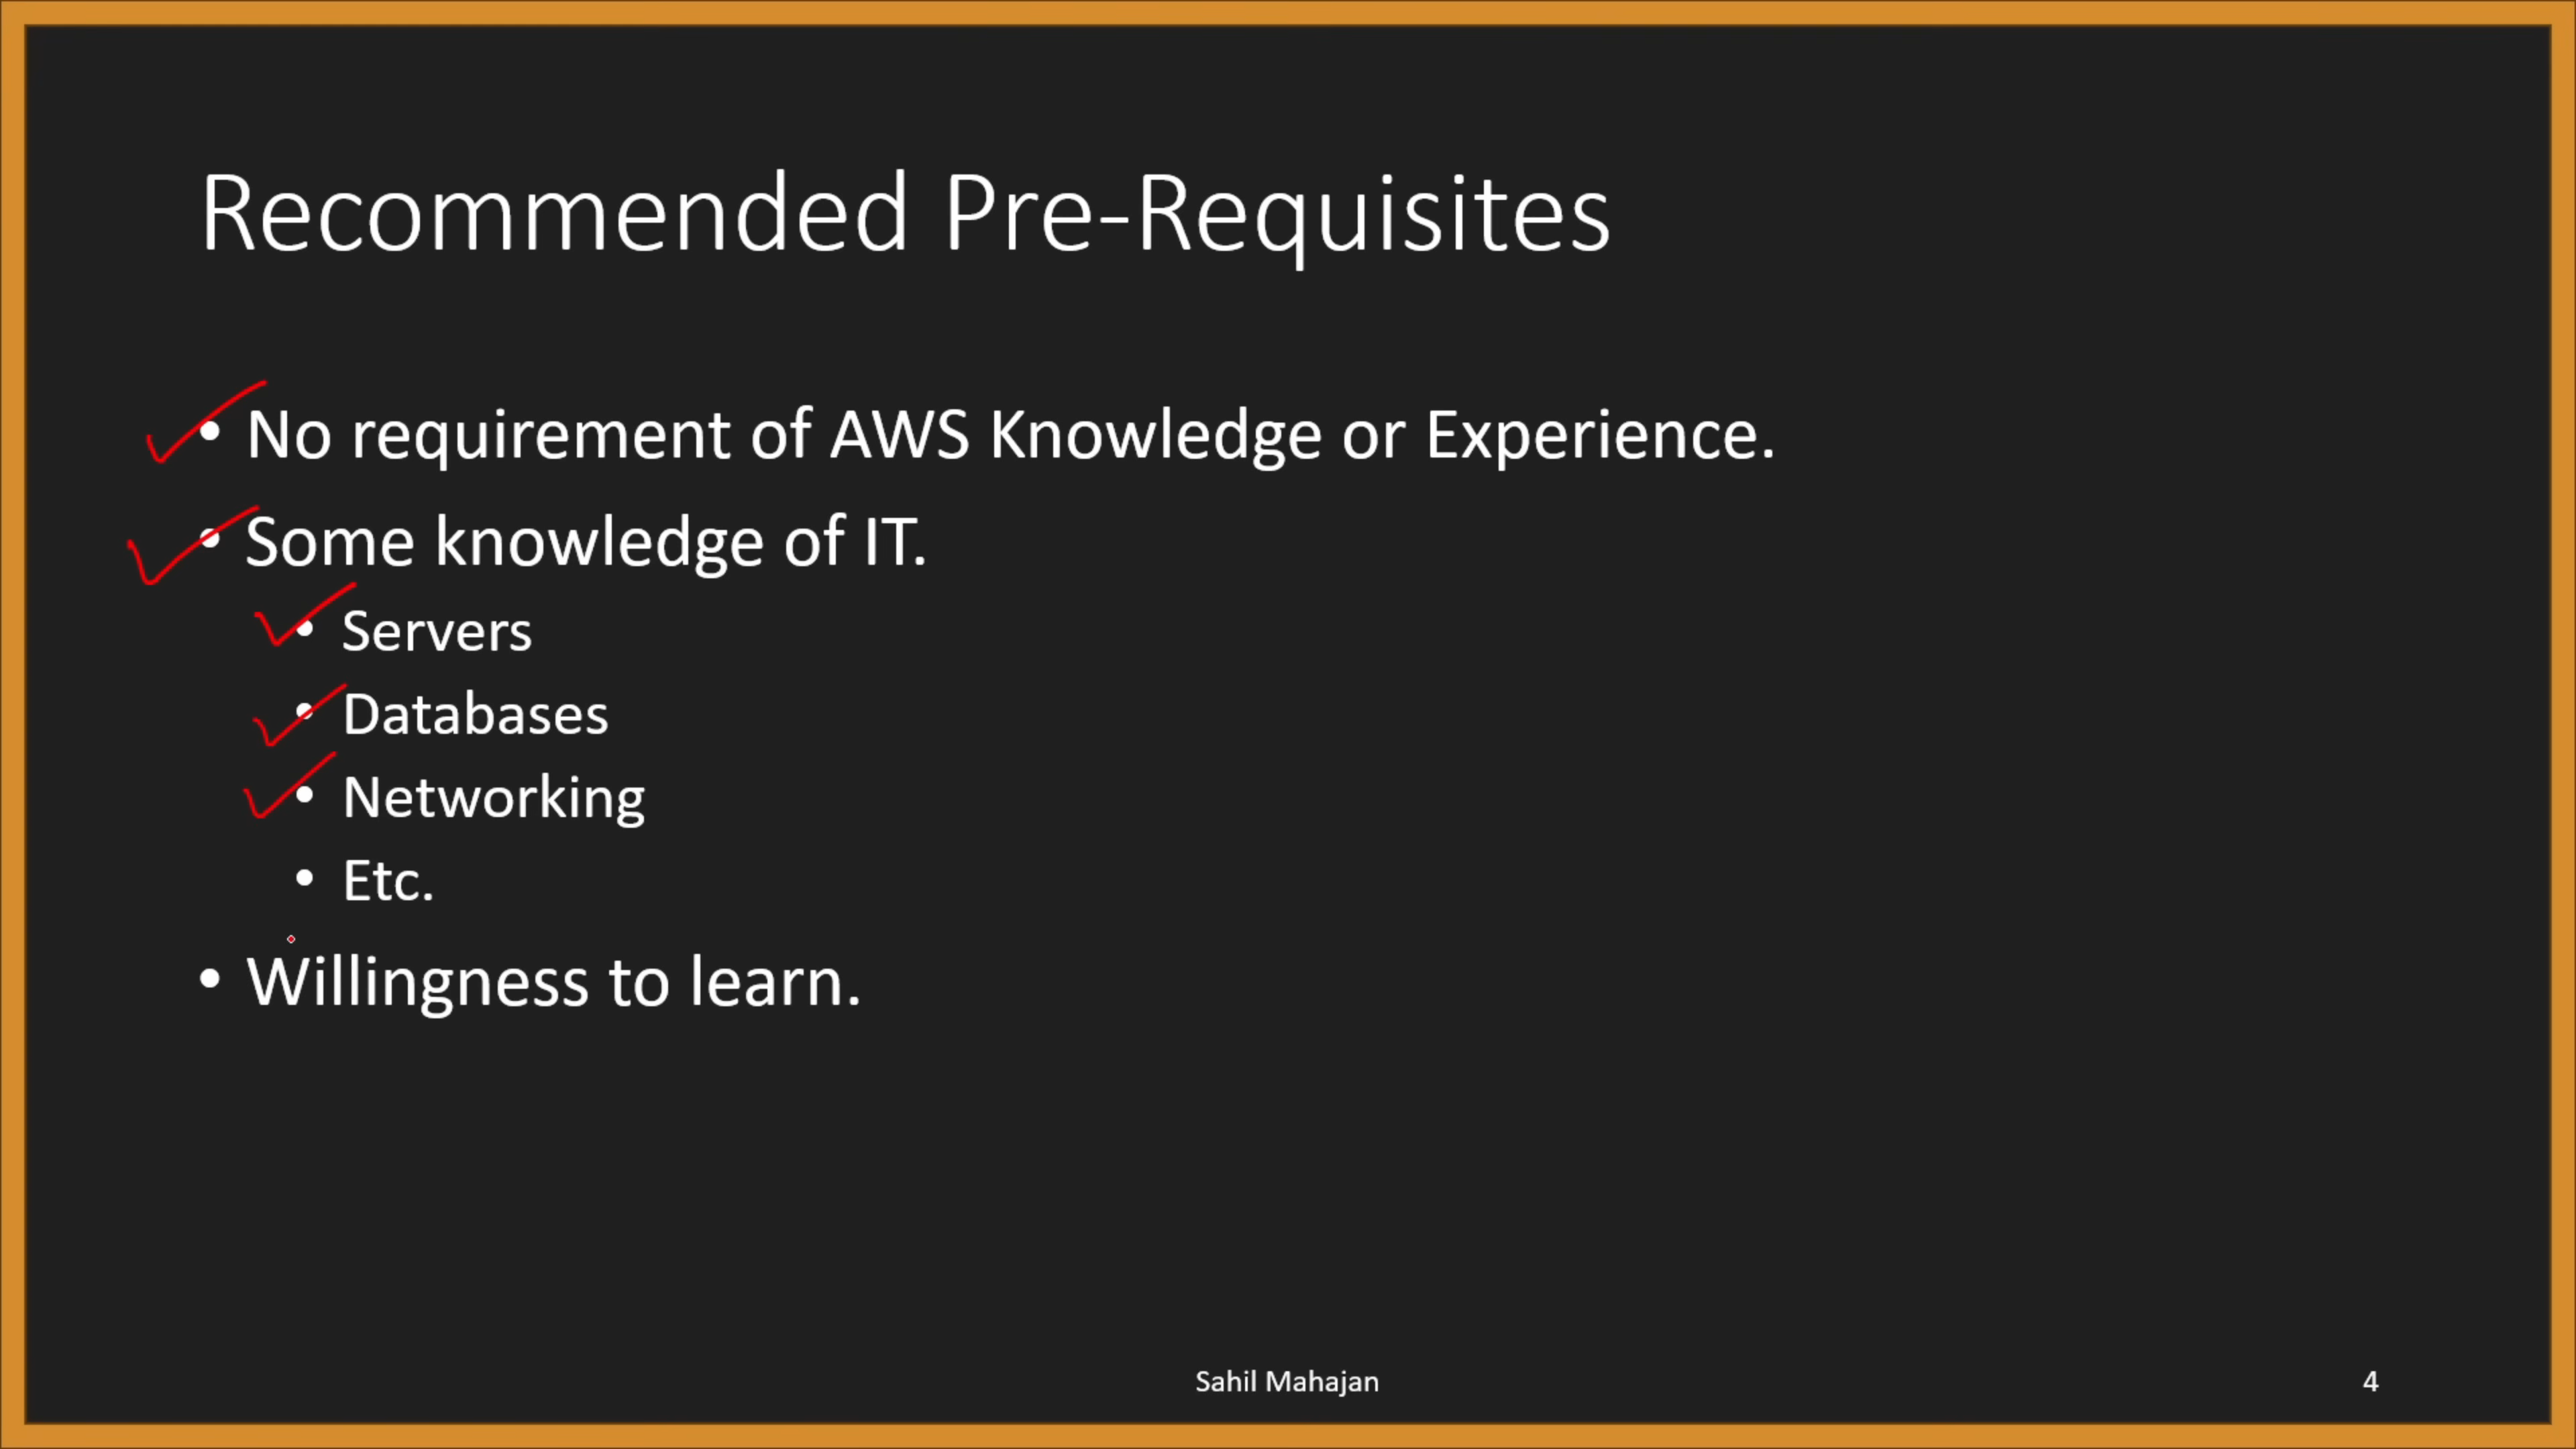 Recommended Pre-Requisites
• No requirement of AWS Knowledge or Experience.
• Some knowledge of IT.
• Servers
• Databases
• Networking
• Etc.
• Willingness to learn.
Sahil Mahajan
4